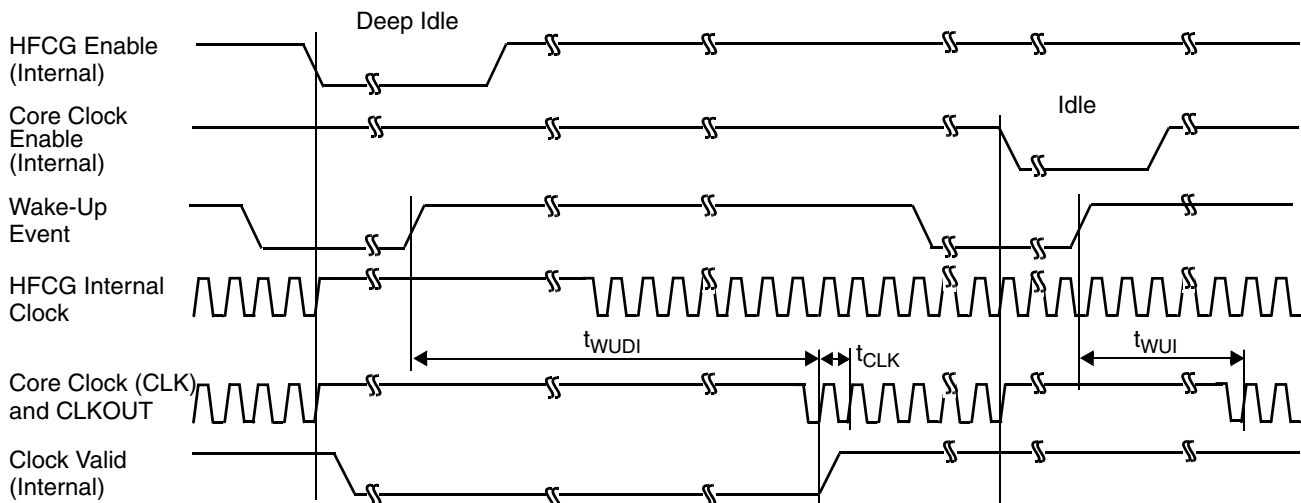 Deep Idle
HFCG Enable
(Internal)
Idle
Core Clock
Enable
(Internal)
Wake-Up
Event
HFCG Internal
Clock
tWUDI
tCLK
tWUI
Core Clock (CLK)
and CLKOUT
Clock Valid
(Internal)